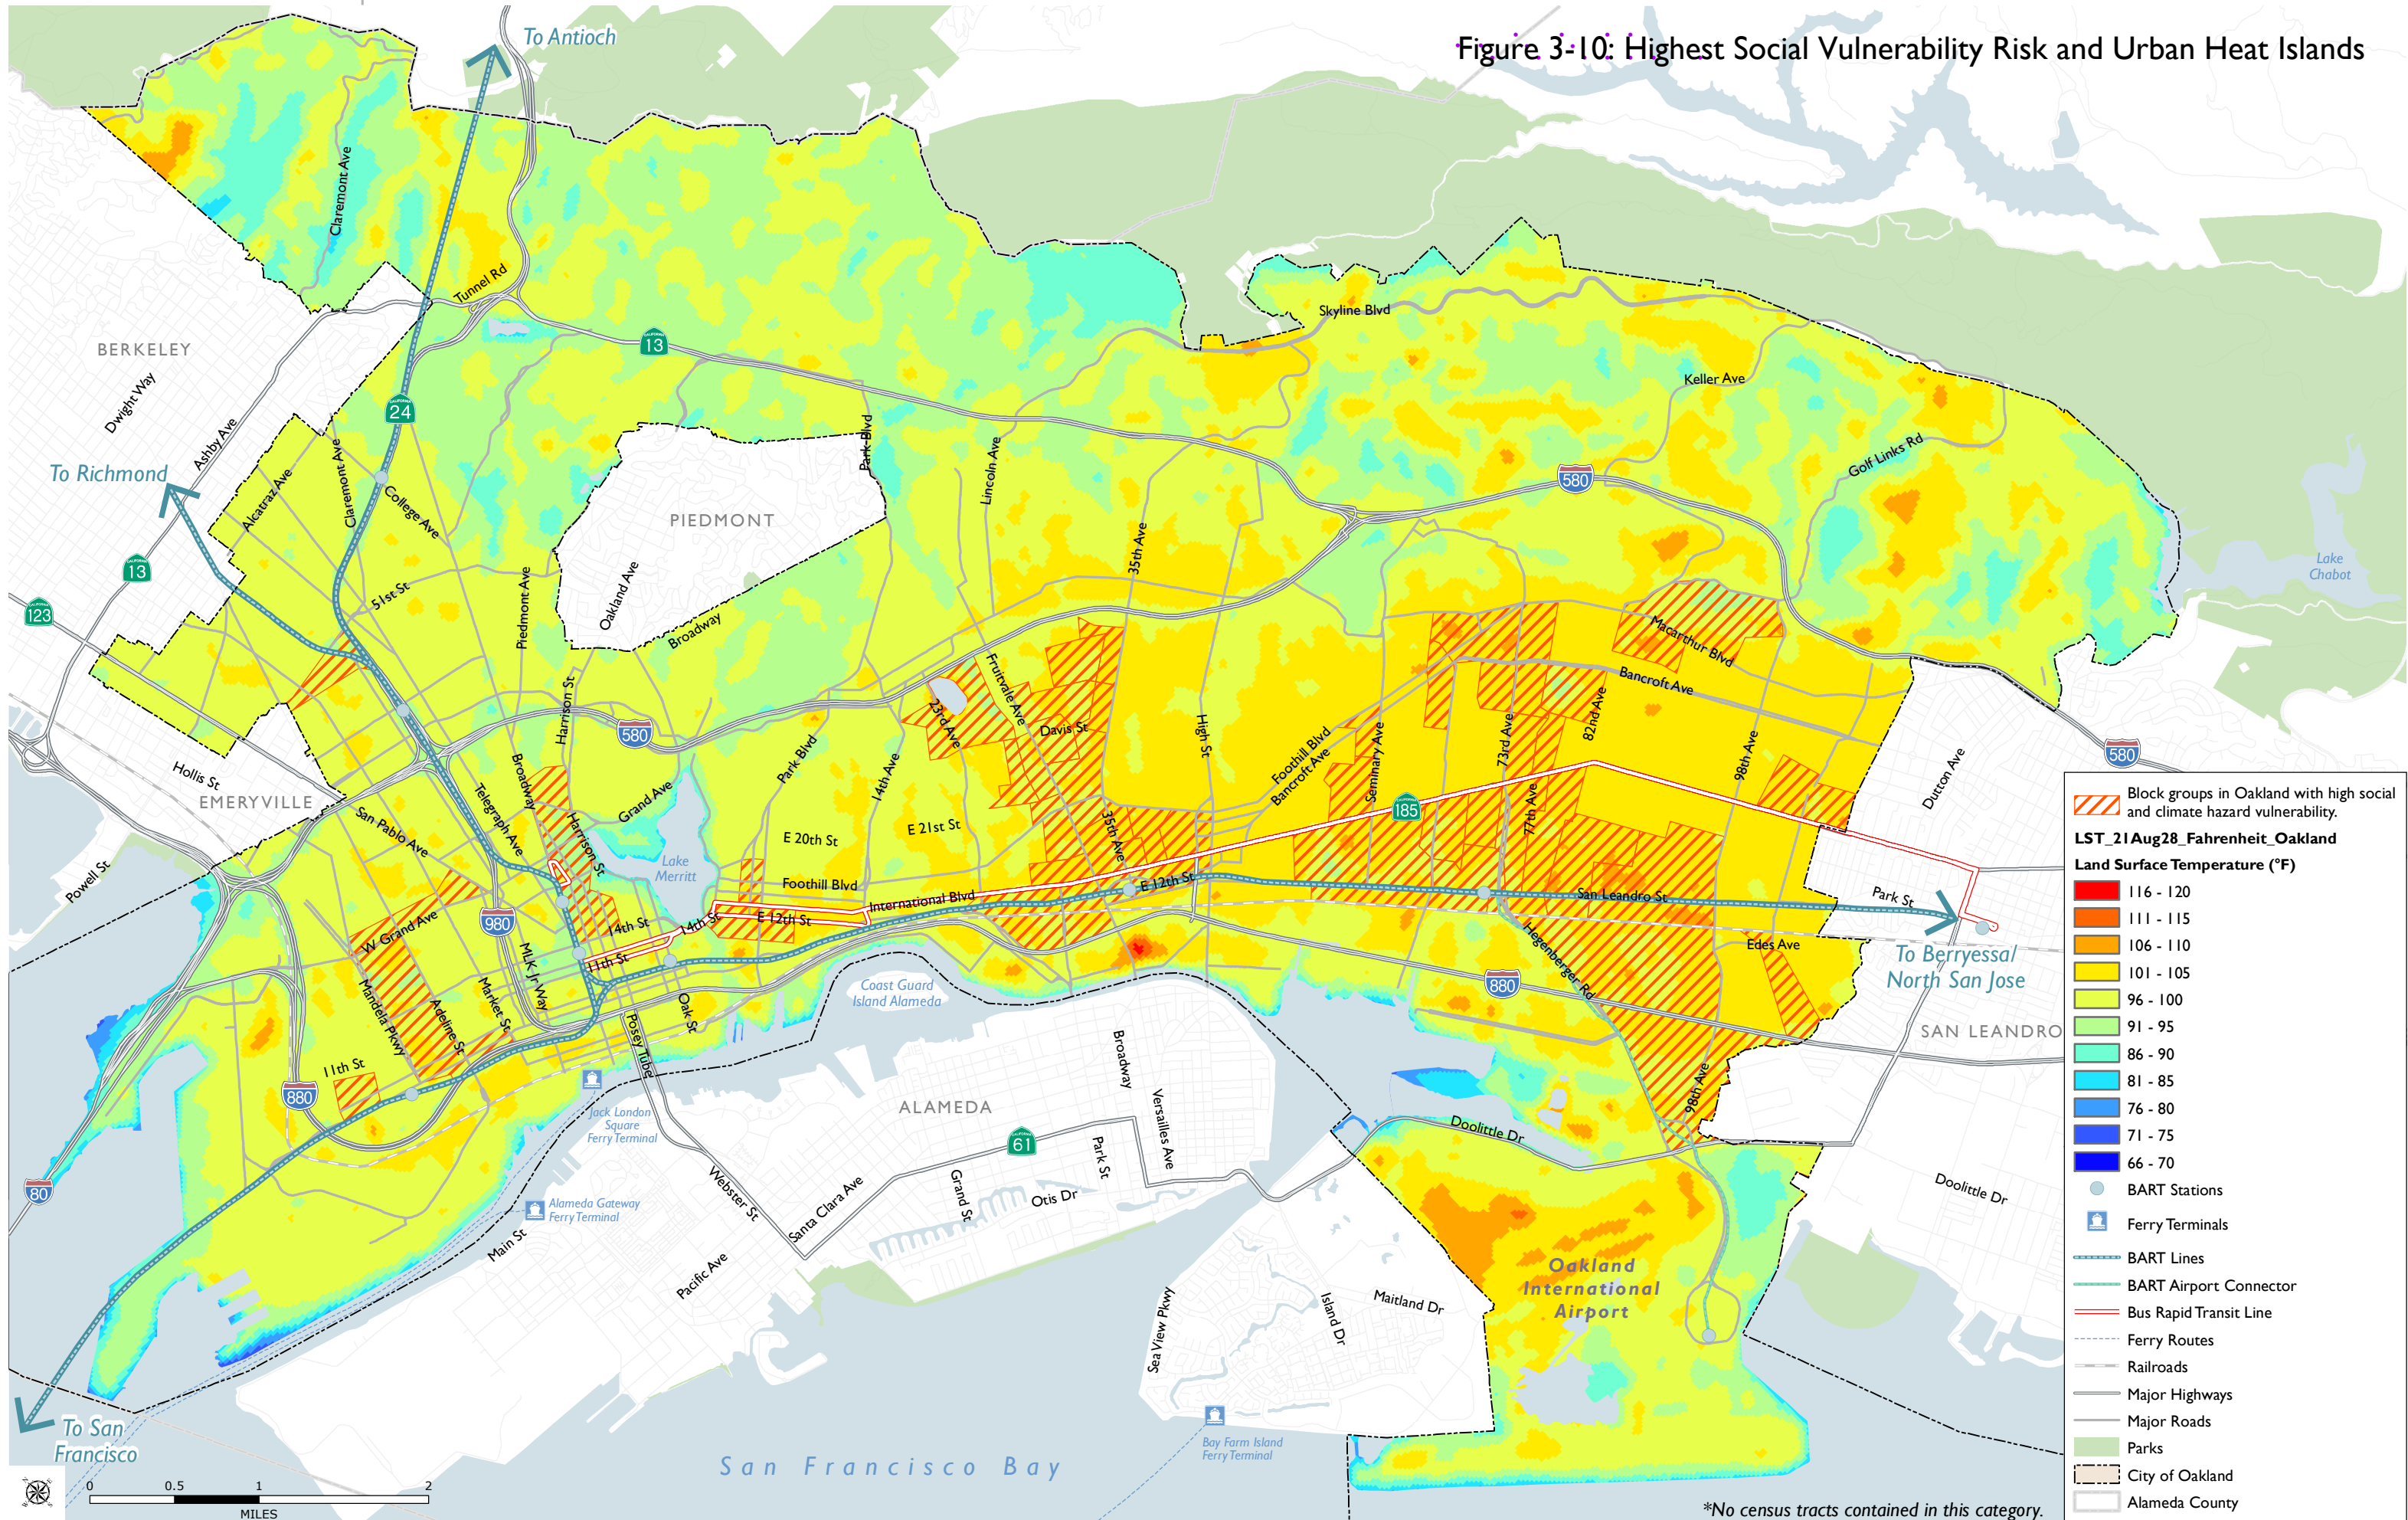 Figure 3-10: Highest Social Vulnerability Risk and Urban Heat Islands
To Antioch
Claremont Ave
Tunnel Rd
BERKELEY
Dwight Way
Ashby Ave
13
24
Skyline Blvd
Keller Ave
Golf Links Rd
To Richmond
Alcatraz Ave
Claremont Ave
College Ave
Park Blvd
Lincoln Ave
35th Ave
580
PIEDMONT
Oakland Ave
Piedmont Ave
51st St
Broadway
13
123
Lake
Chabot
Macarthur Blvd
Bancroft Ave
Fruitvale Ave
23rd Ave
Davis St
High St
Foothill Blvd
Bancroft Ave
Seminary Ave
73rd Ave
82nd Ave
98th Ave
Dutton Ave
580
Harrison St
580
Park Blvd
14th Ave
Hollis St
EMERYVILLE
San Pablo Ave
Telegraph Ave
Broadway
Harrison St
Grand Ave
Lake
Merritt
E 20th St
E 21st St
Foothill Blvd
International Blvd
E 12th St
35th Ave
E 12th St
185
77th Ave
San Leandro St
Park St
Powell St
W Grand Ave
980
14th St
14th St
11th St
MLK Jr Way
Market St
Adeline St
Mandela Pkwy
11th St
880
80
Oak St
Posey Tube
Coast Guard
Island Alameda
Hegenberger Rd
880
Edes Ave
To Berryessa/
North San Jose
SAN LEANDRO
98th Ave
Jack London
Square
Ferry Terminal
Alameda Gateway
Ferry Terminal
Main St
Webster St
Pacific Ave
Santa Clara Ave
ALAMEDA
61
Grand St
Otis Dr
Park St
Broadway
Versailles Ave
Doolittle Dr
Doolittle Dr
Oakland
International
Airport
Sea View Pkwy
Island Dr
Maitland Dr
Bay Farm Island
Ferry Terminal
San Francisco Bay
To San
Francisco
N
E
S
W
0 0.5 1 2
MILES
*No census tracts contained in this category.
Block groups in Oakland with high social
and climate hazard vulnerability.
LST_21Aug28_Fahrenheit_Oakland
Land Surface Temperature (°F)
116 - 120
111 - 115
106 - 110
101 - 105
96 - 100
91 - 95
86 - 90
81 - 85
76 - 80
71 - 75
66 - 70
BART Stations
Ferry Terminals
BART Lines
BART Airport Connector
Bus Rapid Transit Line
Ferry Routes
Railroads
Major Highways
Major Roads
Parks
City of Oakland
Alameda County